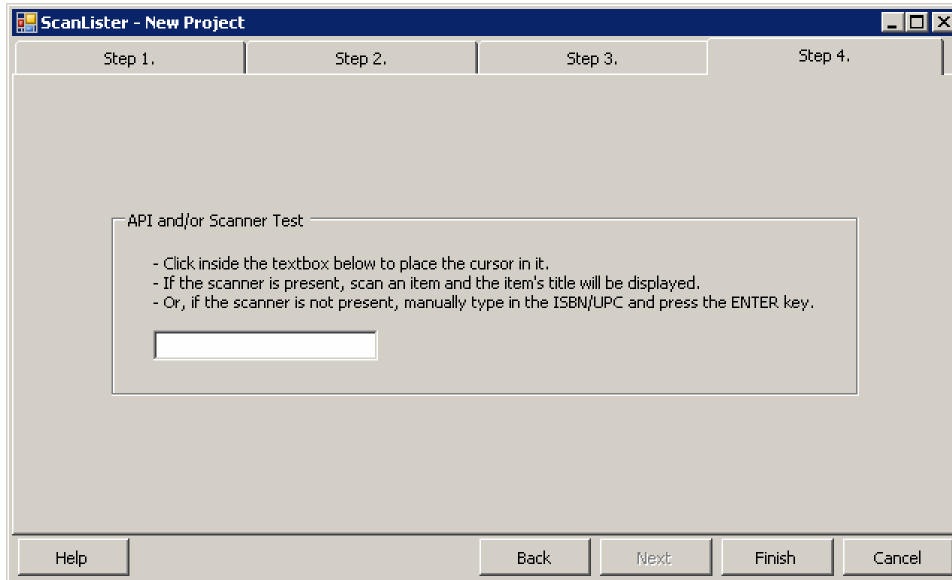 ScanLister - New Project
Step 1. Step 2. Step 3. Step 4.
API and/or Scanner Test
- Click inside the textbox below to place the cursor in it.
- If the scanner is present, scan an item and the item's title will be displayed.
- Or, if the scanner is not present, manually type in the ISBN/UPC and press the ENTER key.
Help Back Next Finish Cancel